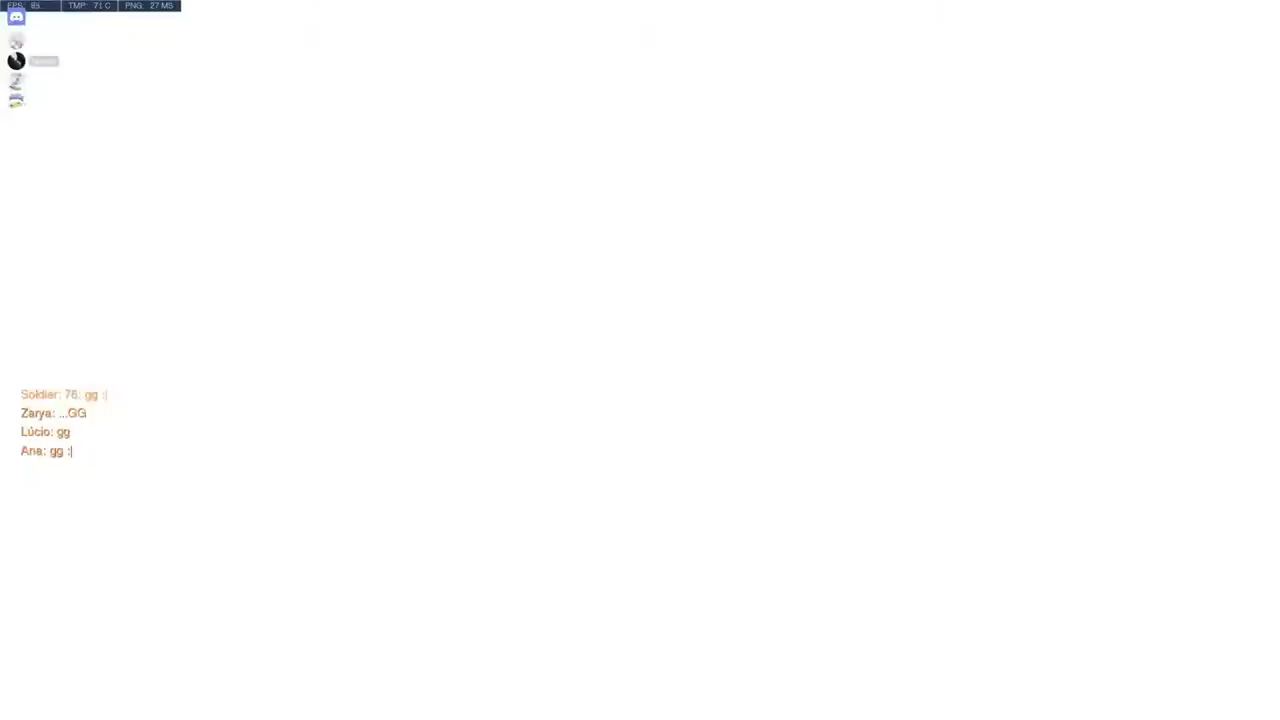 FPS: 85 TMP: 71 C PNG: 27 MS
Soldier: 76: gg :|
Zarya: ...GG
Lúcio: gg
Ana: gg :|